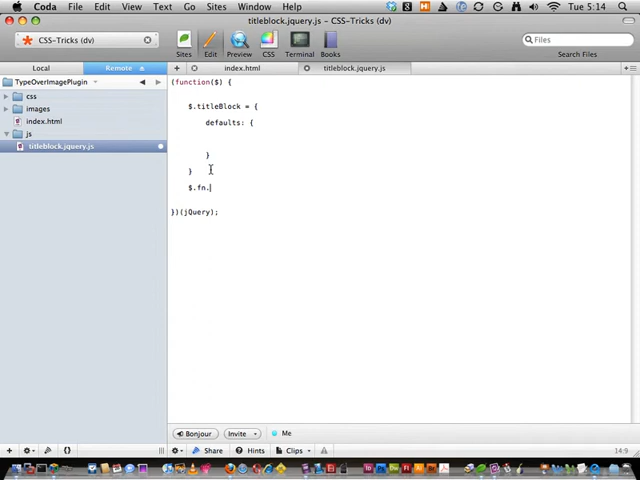 Coda File Edit View Text Go Sites Window Help Tue 5:14
titleblock.jquery.js – CSS-Tricks (dv)
CSS-Tricks (dv)
Sites Edit Preview CSS Terminal Books
Files
Search Files
Local Remote
index.html titleblock.jquery.js
TypeOverImagePlugin
css
images
index.html
js
titleblock.jquery.js
(function($) {
$.titleBlock = {
defaults: {
}
}
$.fn.
})(jQuery);
Bonjour Invite Me
Share Hints Clips 14:9